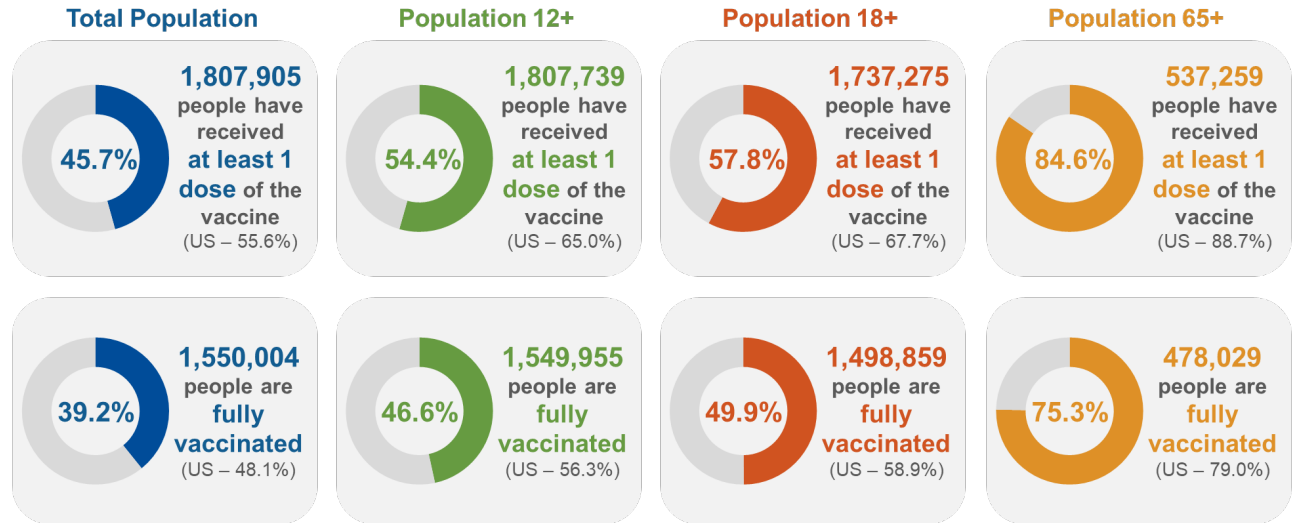 Total Population
Population 12+
Population 18+
Population 65+
45.7%
1,807,905
people have
received
at least 1
dose of the
vaccine
(US – 55.6%)
54.4%
1,807,739
people have
received
at least 1
dose of the
vaccine
(US – 65.0%)
57.8%
1,737,275
people have
received
at least 1
dose of the
vaccine
(US – 67.7%)
84.6%
537,259
people have
received
at least 1
dose of the
vaccine
(US – 88.7%)
39.2%
1,550,004
people are
fully
vaccinated
(US – 48.1%)
46.6%
1,549,955
people are
fully
vaccinated
(US – 56.3%)
49.9%
1,498,859
people are
fully
vaccinated
(US – 58.9%)
75.3%
478,029
people are
fully
vaccinated
(US – 79.0%)